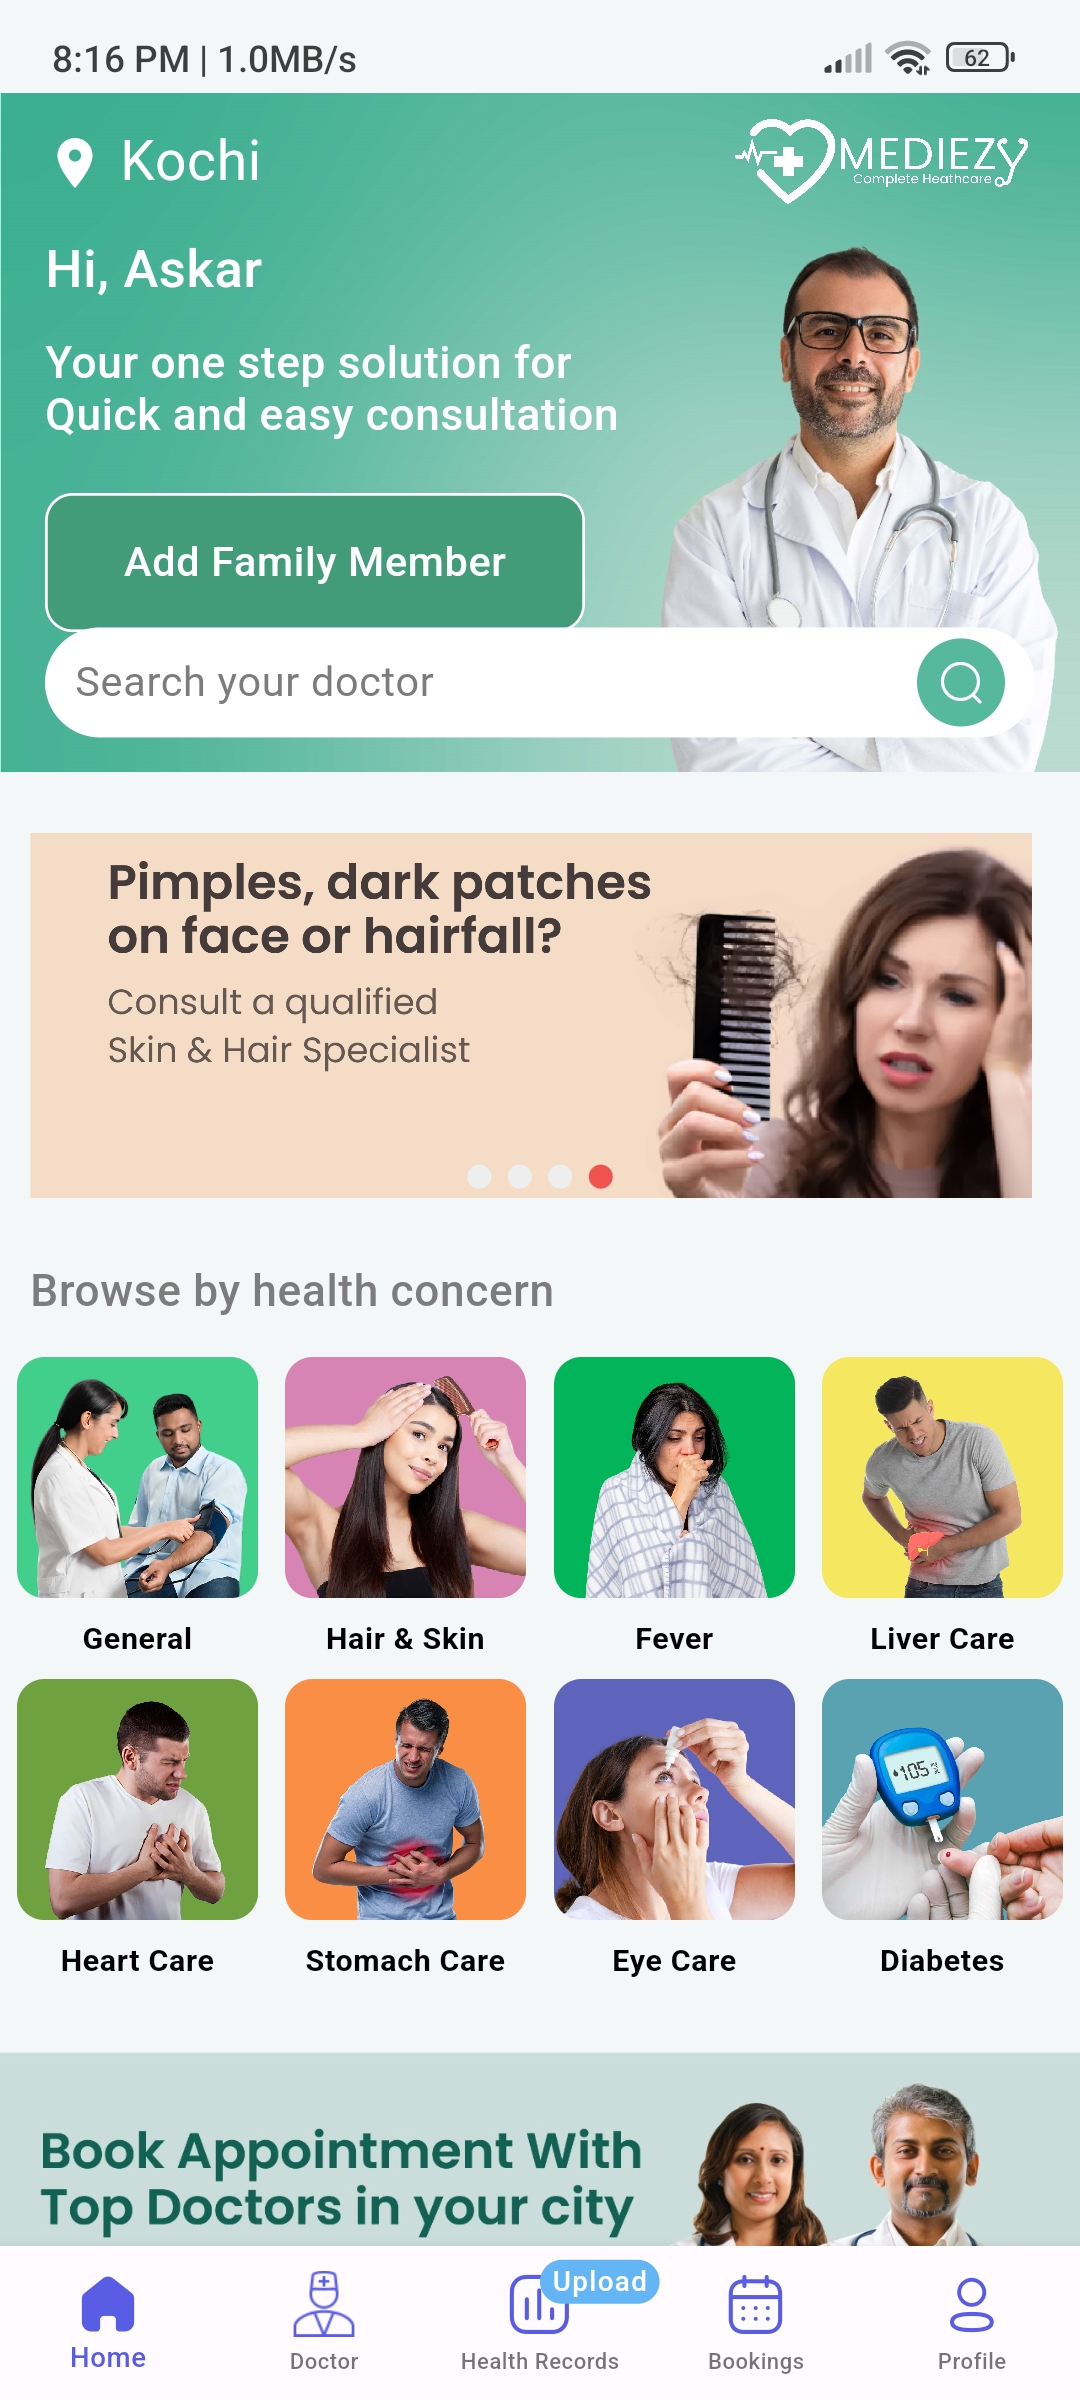 8:16 PM | 1.0MB/s
62
Kochi
MEDIEZY
Complete Heathcare
Hi, Askar
Your one step solution for
Quick and easy consultation
Add Family Member
Search your doctor
Pimples, dark patches
on face or hairfall?
Consult a qualified
Skin & Hair Specialist
Browse by health concern
General
Hair & Skin
Fever
Liver Care
105
Heart Care
Stomach Care
Eye Care
Diabetes
Book Appointment With
Top Doctors in your city
Upload
Home
Doctor
Health Records
Bookings
Profile